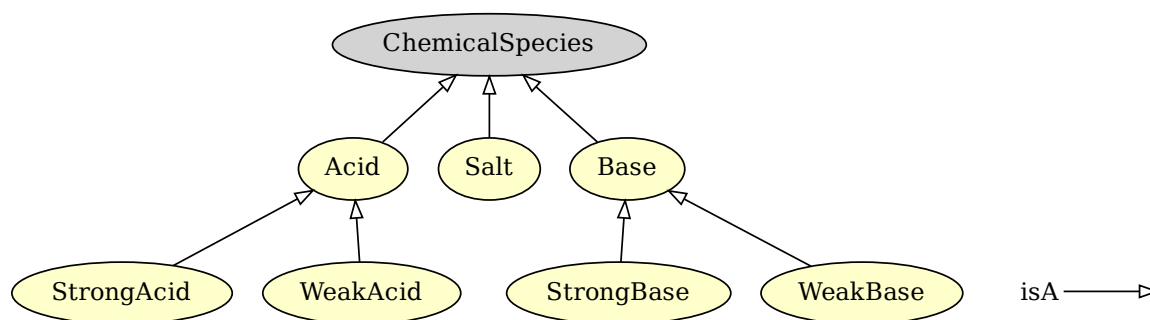 ChemicalSpecies
Acid
Salt
Base
StrongAcid
WeakAcid
StrongBase
WeakBase
isA